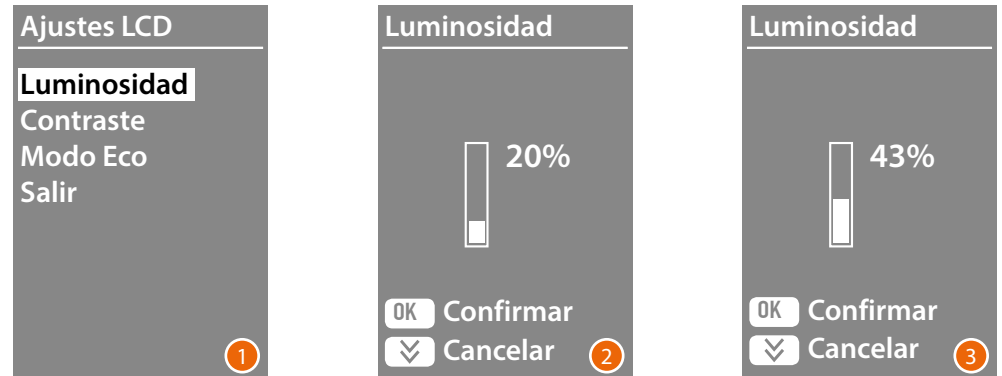 Ajustes LCD
Luminosidad
Contraste
Modo Eco
Salir
1
Luminosidad
20%
OK Confirmar
Cancelar
2
Luminosidad
43%
OK Confirmar
Cancelar
3